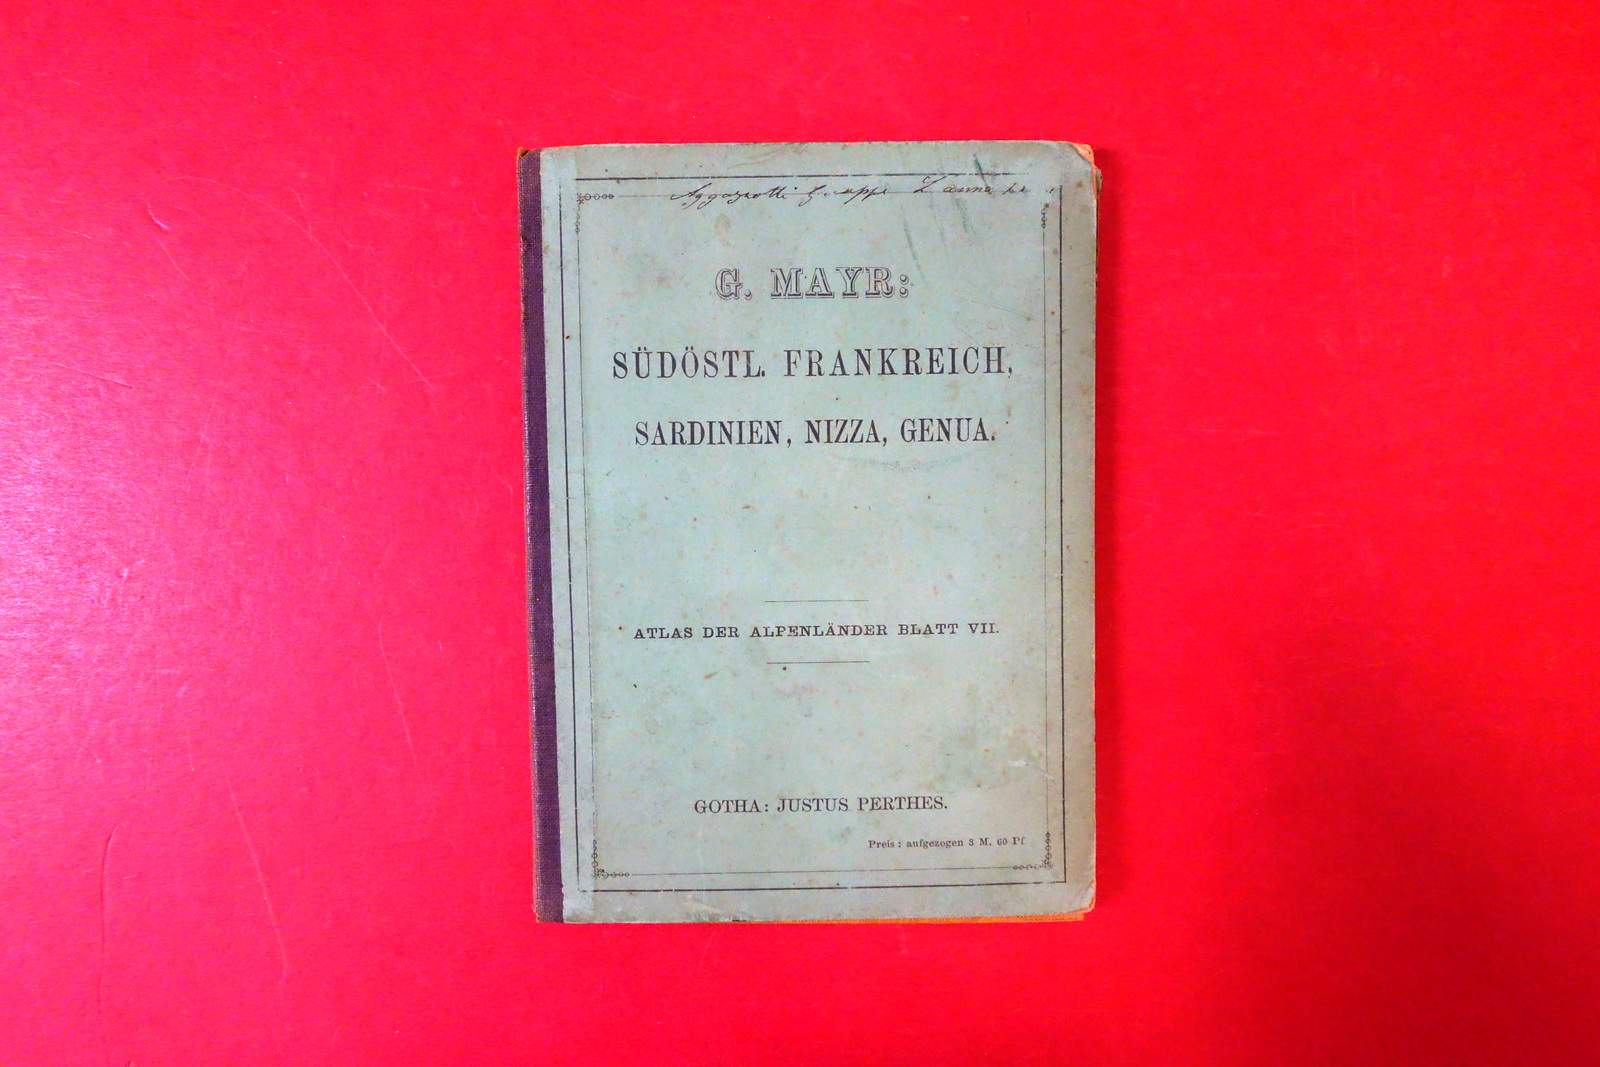 Aggazzotti
G. MAYR:
SÜDÖSTL. FRANKREICH,
SARDINIEN, NIZZA, GENUA.
ATLAS DER ALPENLÄNDER BLATT VII.
GOTHA: JUSTUS PERTHES.
Preis: aufgezogen 3 M. 60 Pf